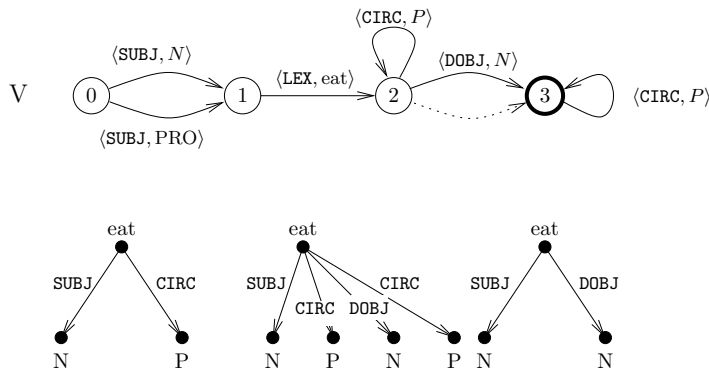 ⟨CIRC, P⟩
⟨SUBJ, N⟩ ⟨DOBJ, N⟩
⟨LEX, eat⟩
V 0 1 2 3 ⟨CIRC, P⟩
⟨SUBJ, PRO⟩
eat eat eat
SUBJ CIRC SUBJ CIRC SUBJ DOBJ
CIRC DOBJ
N P N P N P N N